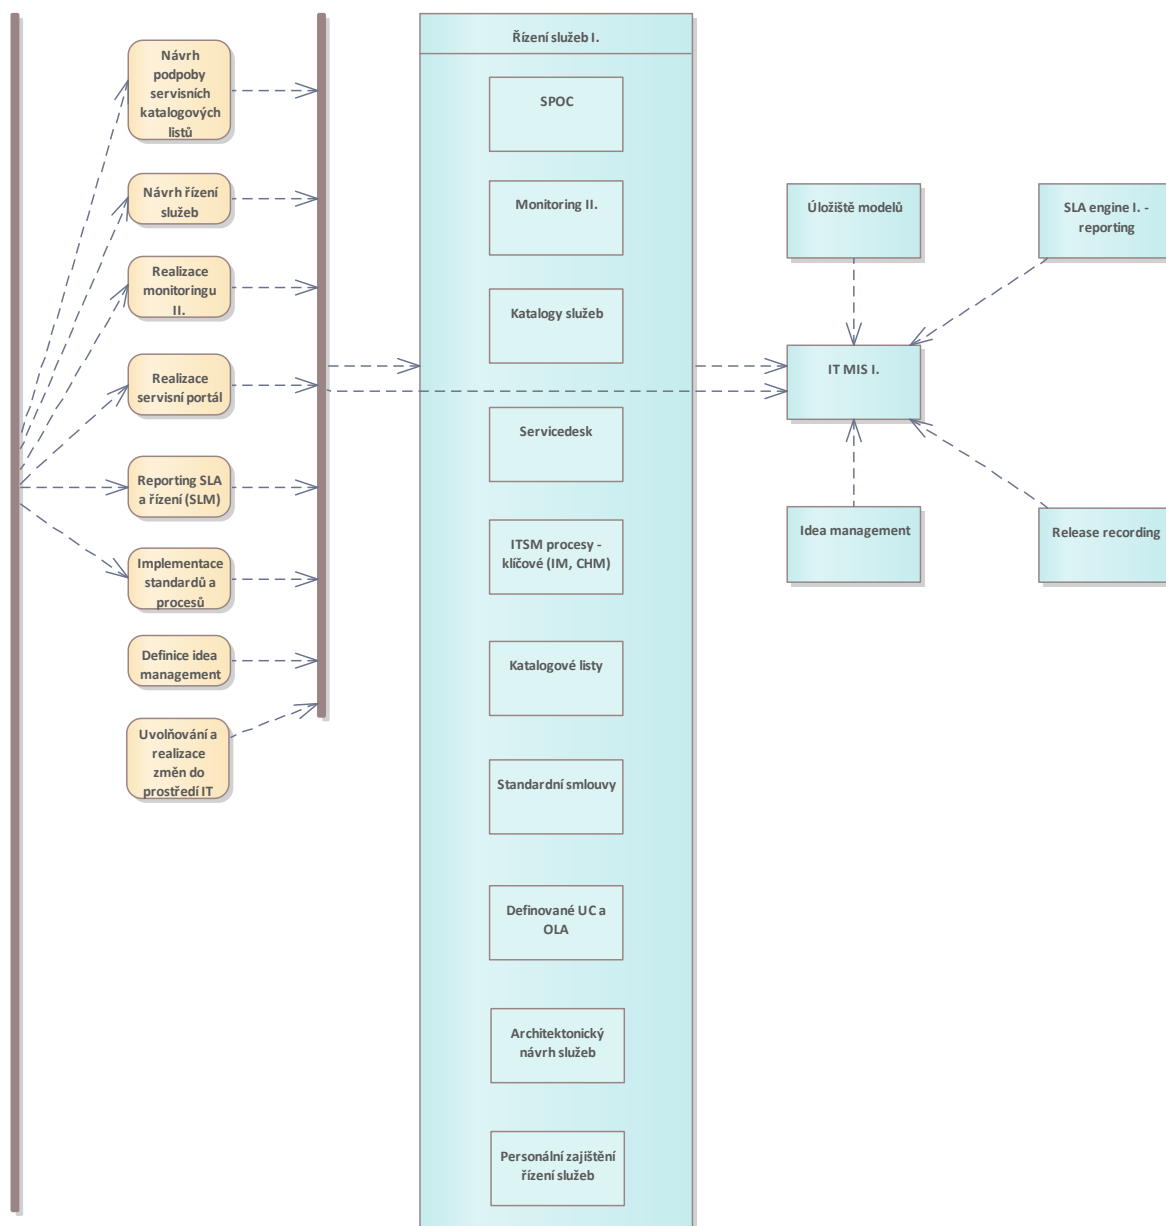 Návrh
podpoby
servisních
katalogových
listů
Návrh řízení
služeb
Realizace
monitoringu
II.
Realizace
servisní portál
Reporting SLA
a řízení (SLM)
Implementace
standardů a
procesů
Definice idea
management
Uvolňování a
realizace
změn do
prostředí IT
Řízení služeb I.
SPOC
Monitoring II.
Katalogy služeb
Servicedesk
ITSM procesy -
klíčové (IM, CHM)
Katalogové listy
Standardní smlouvy
Definované UC a
OLA
Architektonický
návrh služeb
Personální zajištění
řízení služeb
Úložiště modelů
SLA engine I. -
reporting
IT MIS I.
Idea management
Release recording